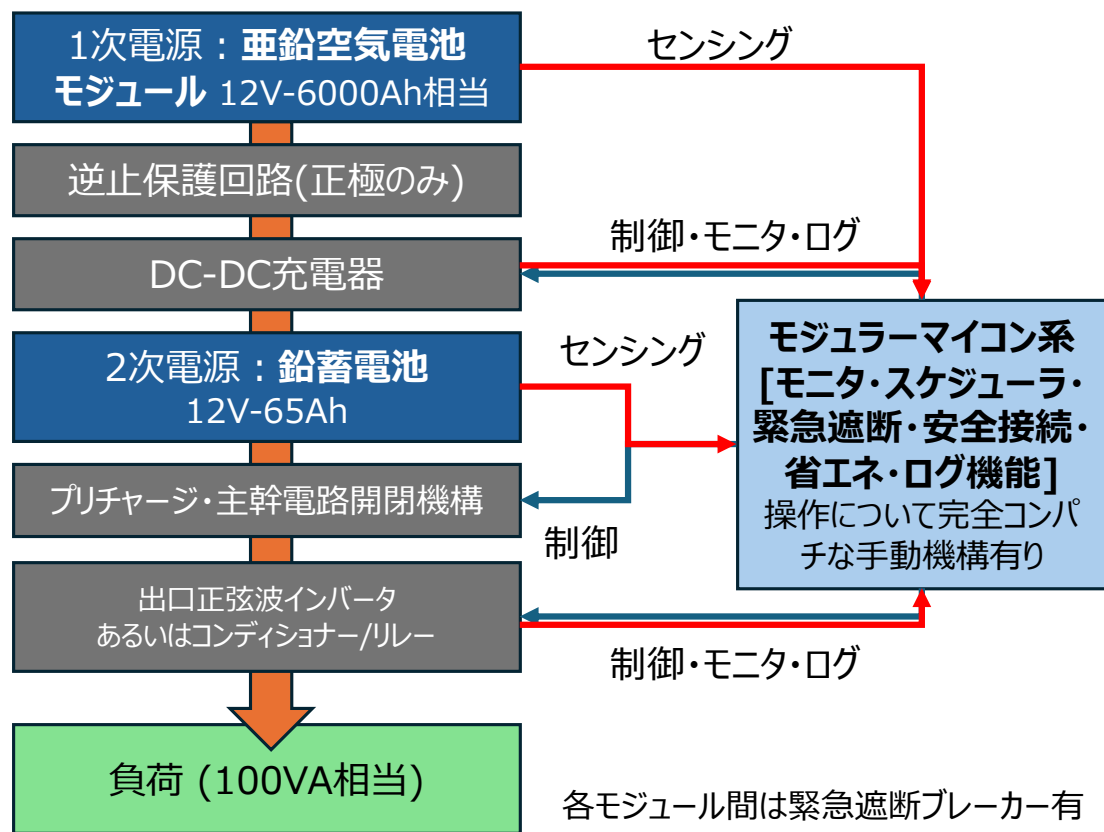 1次電源：亜鉛空気電池
モジュール 12V-6000Ah相当
センシング
逆止保護回路(正極のみ)
制御・モニタ・ログ
DC-DC充電器
2次電源：鉛蓄電池
12V-65Ah
センシング
モジュラーマイコン系
[モニタ・スケジューラ・
緊急遮断・安全接続・
省エネ・ログ機能]
操作について完全コンパ
チな手動機構有り
プリチャージ・主幹電路開閉機構
制御
出口正弦波インバータ
あるいはコンディショナー/リレー
制御・モニタ・ログ
負荷 (100VA相当)
各モジュール間は緊急遮断ブレーカー有